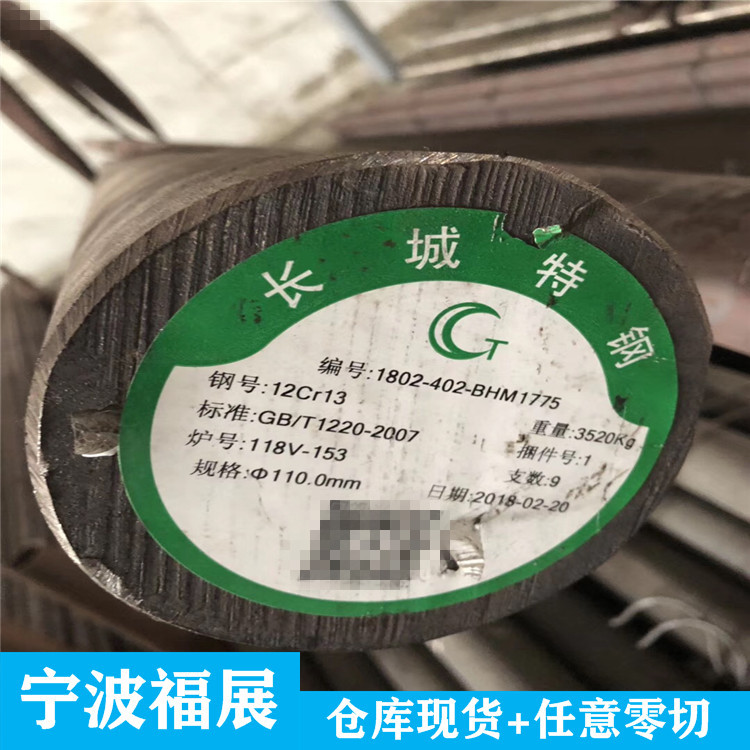 长城特钢
GT
编号:1802-402-BHM1775
钢号:12Cr13
重量:3520Kg
标准:GB/T1220-2007
捆件号:1
炉号:118V-153
支数:9
规格:Φ110.0mm
日期:2018-02-20
宁波福展
仓库现货+任意零切